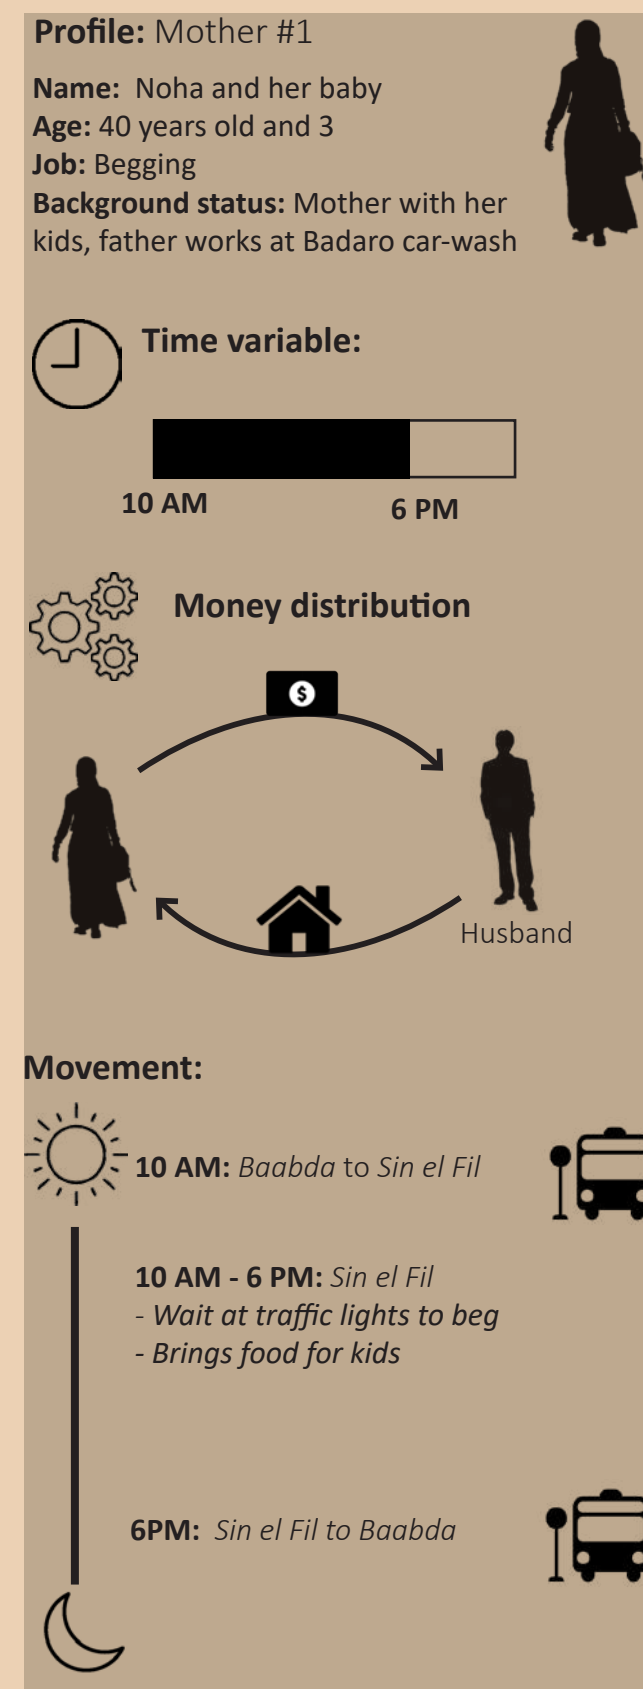 Profile: Mother #1
Name: Noha and her baby
Age: 40 years old and 3
Job: Begging
Background status: Mother with her
kids, father works at Badaro car-wash
Time variable:
10 AM
6 PM
Money distribution
$
Husband
Movement:
10 AM: Baabda to Sin el Fil
10 AM - 6 PM: Sin el Fil
- Wait at traffic lights to beg
- Brings food for kids
6PM: Sin el Fil to Baabda